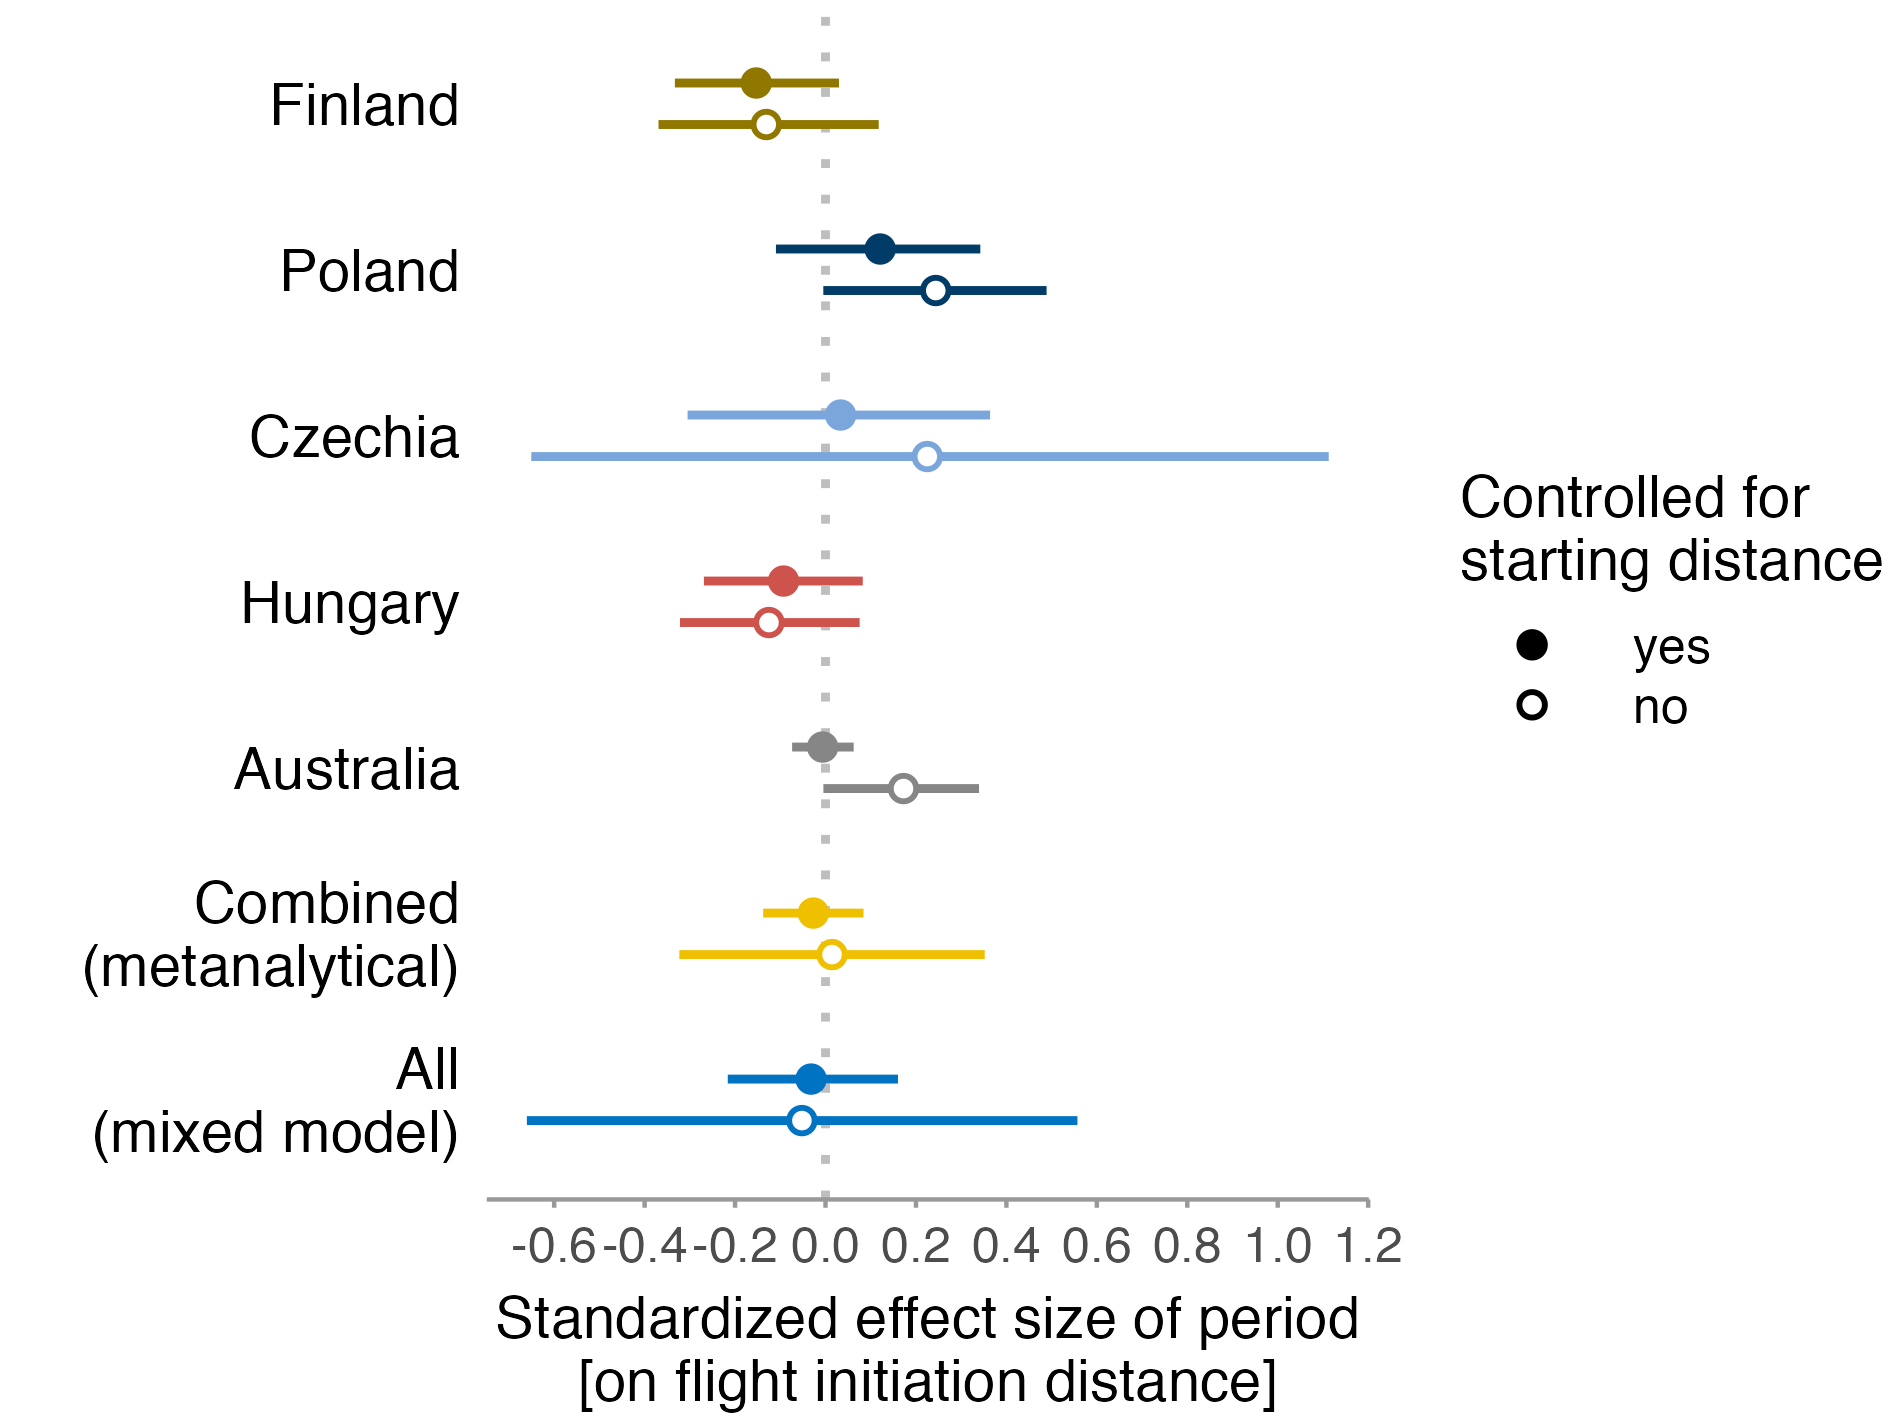 Finland
Poland
Czechia
Hungary
Australia
Combined
(metanalytical)
All
(mixed model)
Controlled for
starting distance
yes
no
-0.6 -0.4 -0.2 0.0 0.2 0.4 0.6 0.8 1.0 1.2
Standardized effect size of period
[on flight initiation distance]